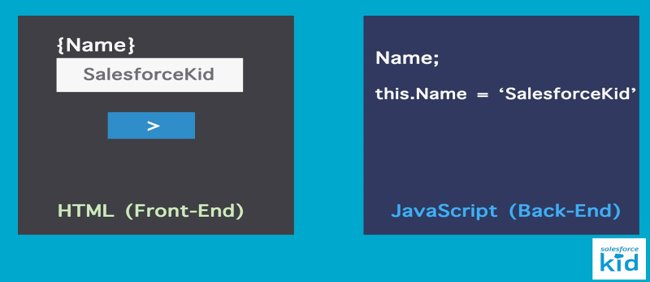 {Name}
SalesforceKid
>
HTML (Front-End)
Name;
this.Name = ‘SalesforceKid’
JavaScript (Back-End)
salesforce
kid